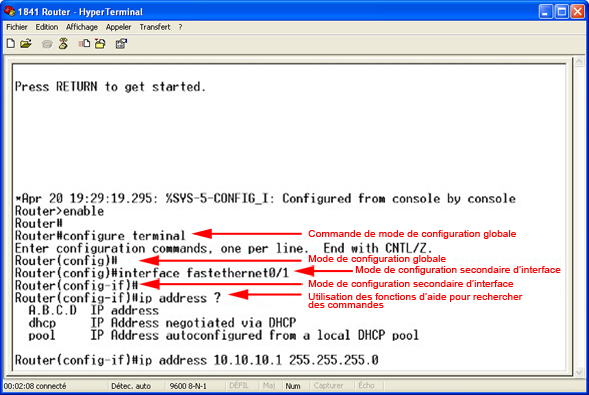 1841 Router - HyperTerminal
Fichier Edition Affichage Appeler Transfert ?
Press RETURN to get started.
*Apr 20 19:29:19.295: %SYS-5-CONFIG_I: Configured from console by console
Router>enable
Router#
Router#configure terminal
Commande de mode de configuration globale
Enter configuration commands, one per line. End with CNTL/Z.
Router(config)#
Mode de configuration globale
Router(config)#interface fastethernet0/1
Mode de configuration secondaire d'interface
Router(config-if)#
Mode de configuration secondaire d'interface
Router(config-if)#ip address ?
Utilisation des fonctions d'aide pour rechercher
des commandes
A.B.C.D IP address
dhcp IP Address negotiated via DHCP
pool IP Address autoconfigured from a local DHCP pool
Router(config-if)#ip address 10.10.10.1 255.255.255.0
00:02:08 connecté Détec. auto 9600 8-N-1 DÉFIL Maj Num Capturer Écho